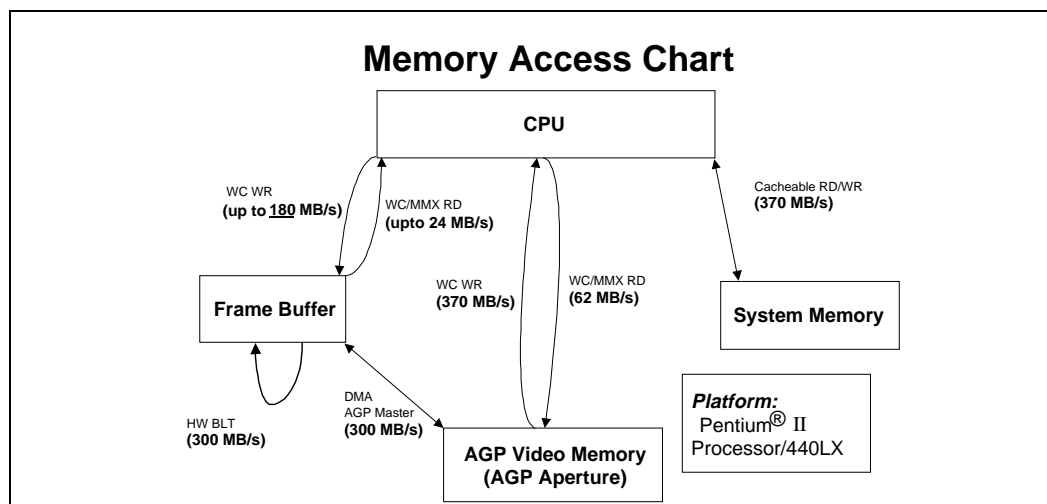 Memory Access Chart
CPU
WC WR
(up to 180 MB/s)
WC/MMX RD
(upto 24 MB/s)
Cacheable RD/WR
(370 MB/s)
WC WR
(370 MB/s)
WC/MMX RD
(62 MB/s)
Frame Buffer
System Memory
HW BLT
(300 MB/s)
DMA
AGP Master
(300 MB/s)
AGP Video Memory
(AGP Aperture)
Platform:
Pentium® II
Processor/440LX